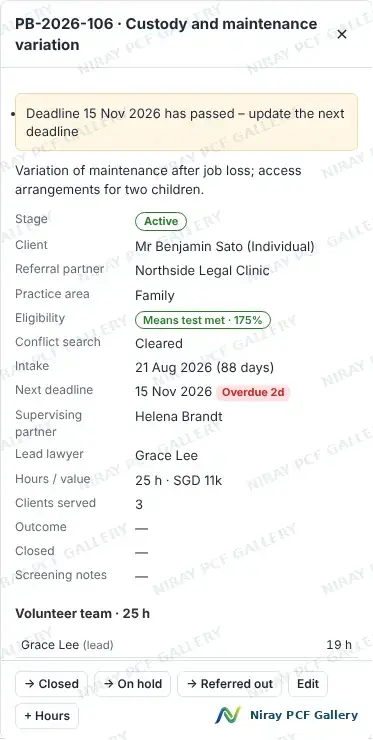 PB-2026-106 · Custody and maintenance
variation
✕
• Deadline 15 Nov 2026 has passed – update the next
deadline
Variation of maintenance after job loss; access
arrangements for two children.
Stage Active
Client Mr Benjamin Sato (Individual)
Referral partner Northside Legal Clinic
Practice area Family
Eligibility Means test met · 175%
Conflict search Cleared
Intake 21 Aug 2026 (88 days)
Next deadline 15 Nov 2026 Overdue 2d
Supervising
partner Helena Brandt
Lead lawyer Grace Lee
Hours / value 25 h · SGD 11k
Clients served 3
Outcome —
Closed —
Screening notes —
Volunteer team · 25 h
Grace Lee (lead) 19 h
→ Closed → On hold → Referred out Edit
+ Hours
Niray PCF Gallery
NIRAY PCF GALLERY